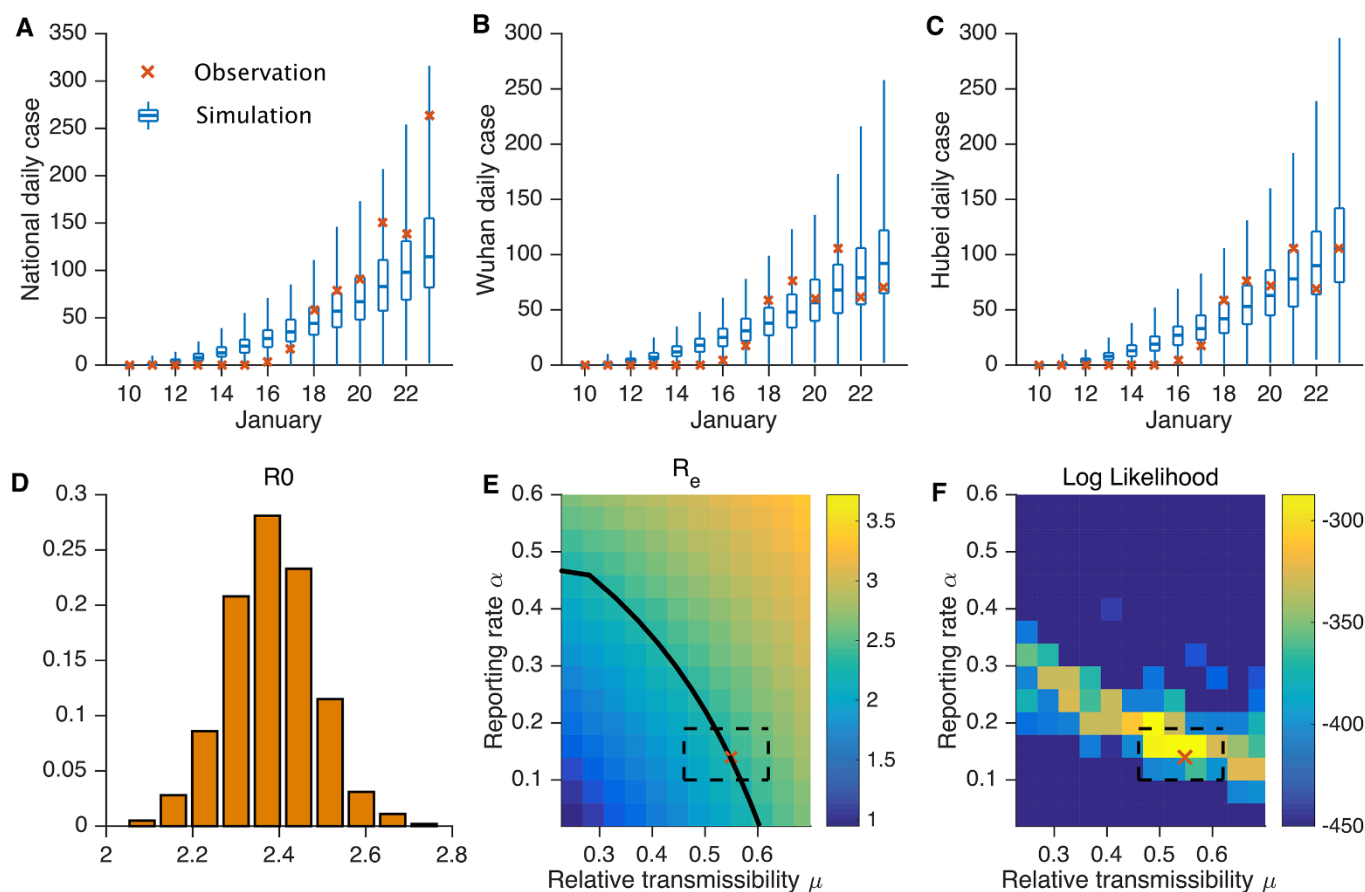 A
National daily case
350
300
250
200
150
100
50
0
Observation
Simulation
10 12 14 16 18 20 22
January
B
Wuhan daily case
300
250
200
150
100
50
0
10 12 14 16 18 20 22
January
C
Hubei daily case
300
250
200
150
100
50
0
10 12 14 16 18 20 22
January
D
R0
0.3
0.25
0.2
0.15
0.1
0.05
0
2 2.2 2.4 2.6 2.8
E
Re
Reporting rate α
0.6
0.5
0.4
0.3
0.2
0.1
0.3 0.4 0.5 0.6
Relative transmissibility μ
3.5
3
2.5
2
1.5
1
F
Log Likelihood
Reporting rate α
0.6
0.5
0.4
0.3
0.2
0.1
0.3 0.4 0.5 0.6
Relative transmissibility μ
-300
-350
-400
-450